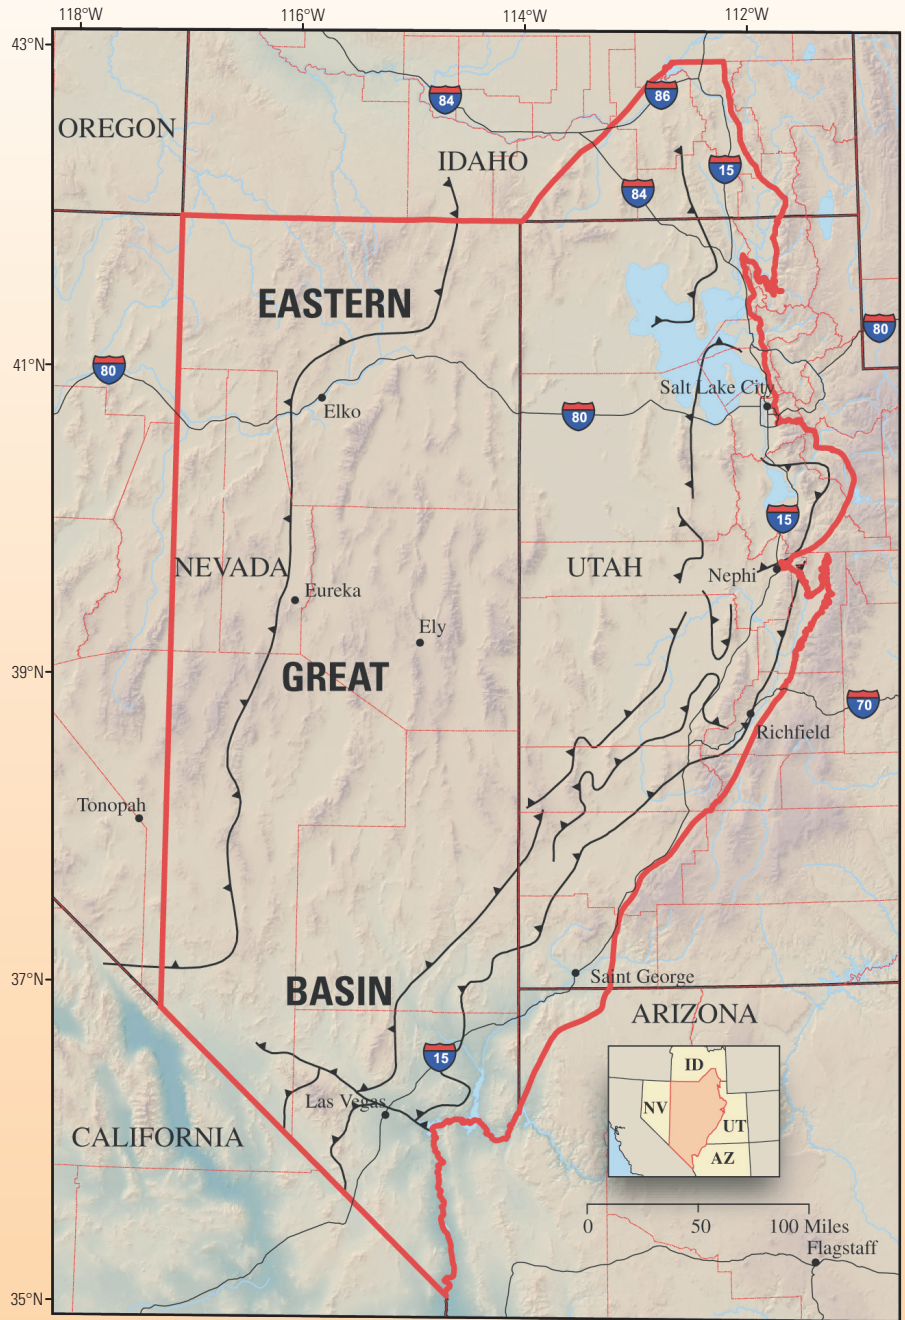 118°W 116°W 114°W 112°W
43°N
84
86
OREGON
IDAHO
15
84
EASTERN
80
41°N
80
Salt Lake City
Elko
80
15
NEVADA
UTAH
Nephi
Eureka
Ely
39°N
GREAT
70
Richfield
Tonopah
37°N
Saint George
BASIN
ARIZONA
15
ID
Las Vegas
NV
UT
CALIFORNIA
AZ
0 50 100 Miles
Flagstaff
35°N